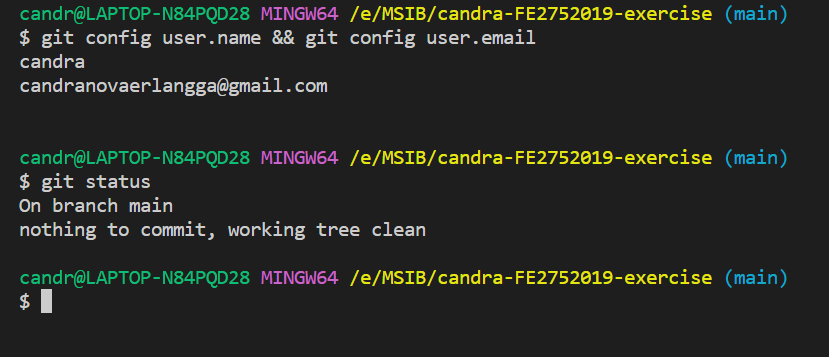 candr@LAPTOP-N84PQD28 MINGW64 /e/MSIB/candra-FE2752019-exercise (main)
$ git config user.name && git config user.email
candra
candranovaerlangga@gmail.com
candr@LAPTOP-N84PQD28 MINGW64 /e/MSIB/candra-FE2752019-exercise (main)
$ git status
On branch main
nothing to commit, working tree clean
candr@LAPTOP-N84PQD28 MINGW64 /e/MSIB/candra-FE2752019-exercise (main)
$